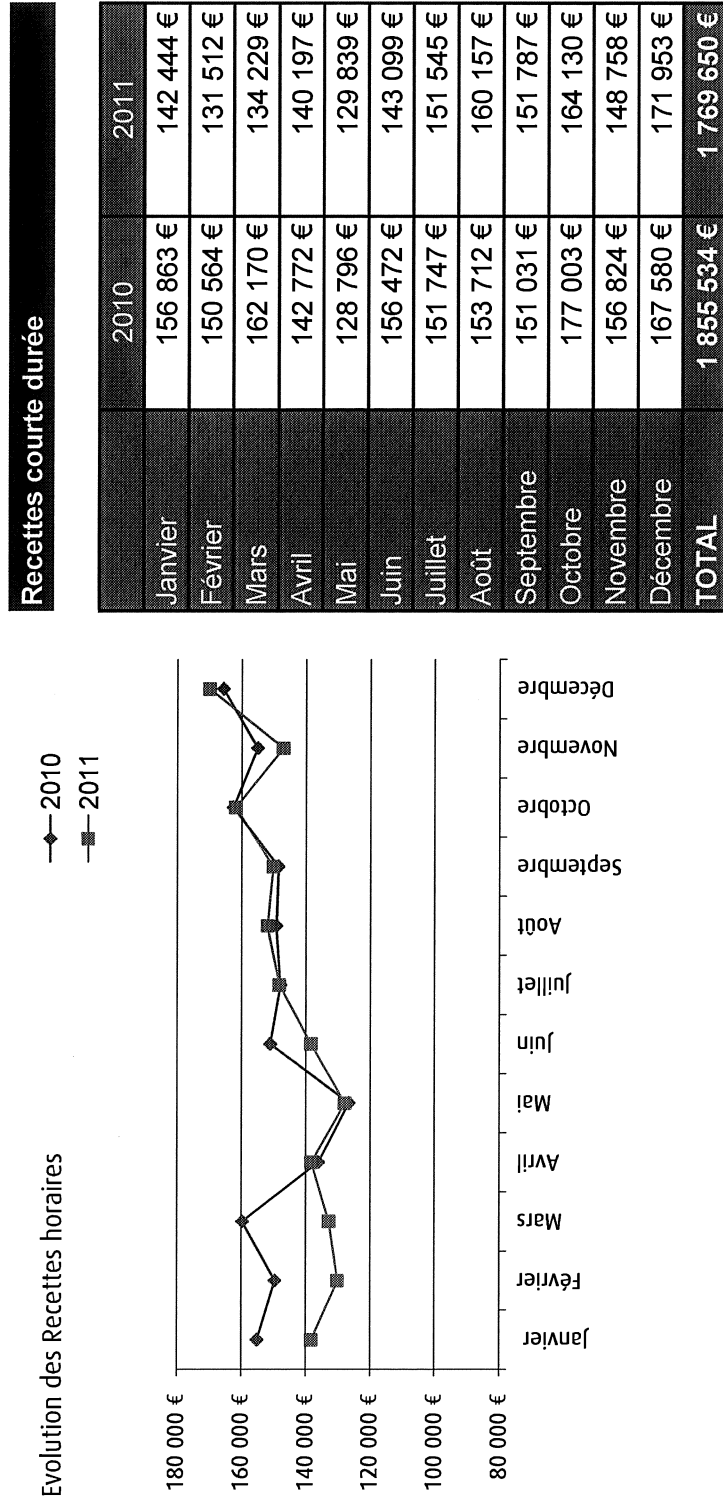 Evolution des Recettes horaires
2010
2011
180 000 €
160 000 €
140 000 €
120 000 €
100 000 €
80 000 €
Janvier
Février
Mars
Avril
Mai
Juin
Juillet
Août
Septembre
Octobre
Novembre
Décembre
Recettes courte durée
2010 2011
Janvier 156 863 € 142 444 €
Février 150 564 € 131 512 €
Mars 162 170 € 134 229 €
Avril 142 772 € 140 197 €
Mai 128 796 € 129 839 €
Juin 156 472 € 143 099 €
Juillet 151 747 € 151 545 €
Août 153 712 € 160 157 €
Septembre 151 031 € 151 787 €
Octobre 177 003 € 164 130 €
Novembre 156 824 € 148 758 €
Décembre 167 580 € 171 953 €
TOTAL 1 855 534 € 1 769 650 €